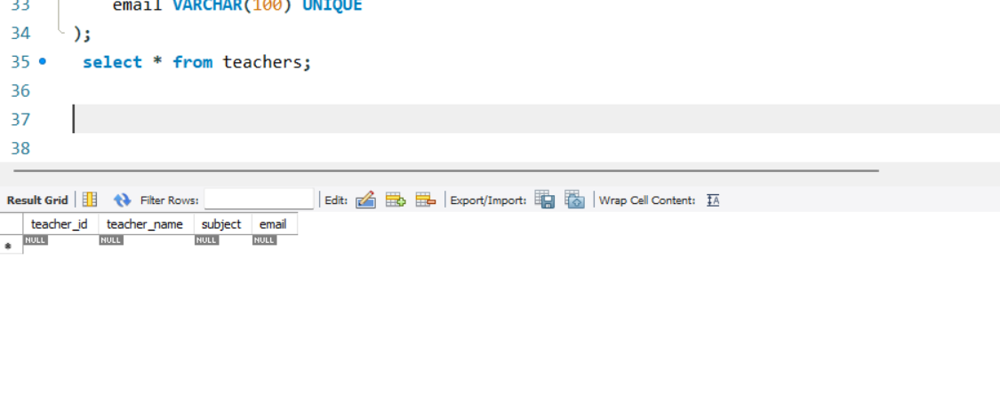 33 email VARCHAR(100) UNIQUE
34 );
35 select * from teachers;
36
37
38
Result Grid Filter Rows: Edit: Export/Import: Wrap Cell Content: IA
teacher_id teacher_name subject email
* NULL NULL NULL NULL